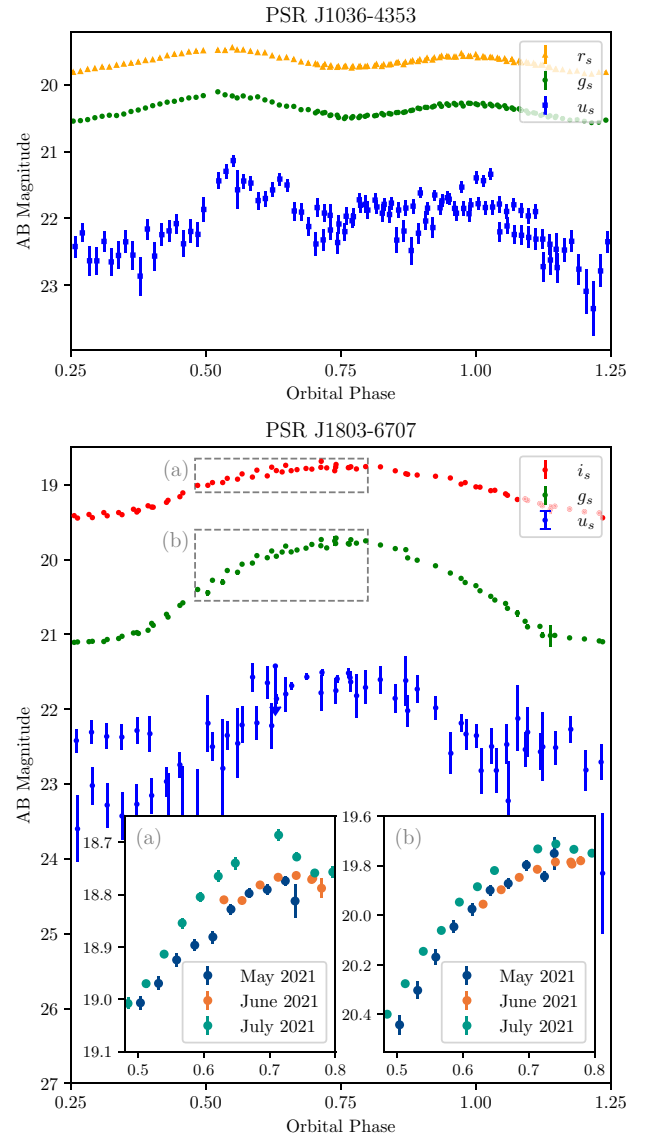 PSR J1036-4353
AB Magnitude
20
21
22
23
r_s
g_s
u_s
0.25 0.50 0.75 1.00 1.25
Orbital Phase
PSR J1803-6707
AB Magnitude
19
20
21
22
23
24
25
26
27
(a)
(b)
i_s
g_s
u_s
(a)
18.7
18.8
18.9
19.0
19.1
May 2021
June 2021
July 2021
0.5 0.6 0.7 0.8
(b)
19.6
19.8
20.0
20.2
20.4
May 2021
June 2021
July 2021
0.5 0.6 0.7 0.8
0.25 0.50 0.75 1.00 1.25
Orbital Phase